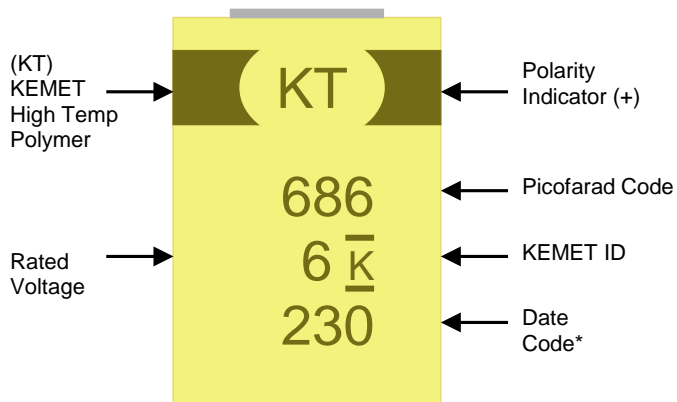 (KT)
KEMET
High Temp
Polymer
KT
Polarity
Indicator (+)
686
Picofarad Code
Rated
Voltage
6 K
KEMET ID
230
Date
Code*